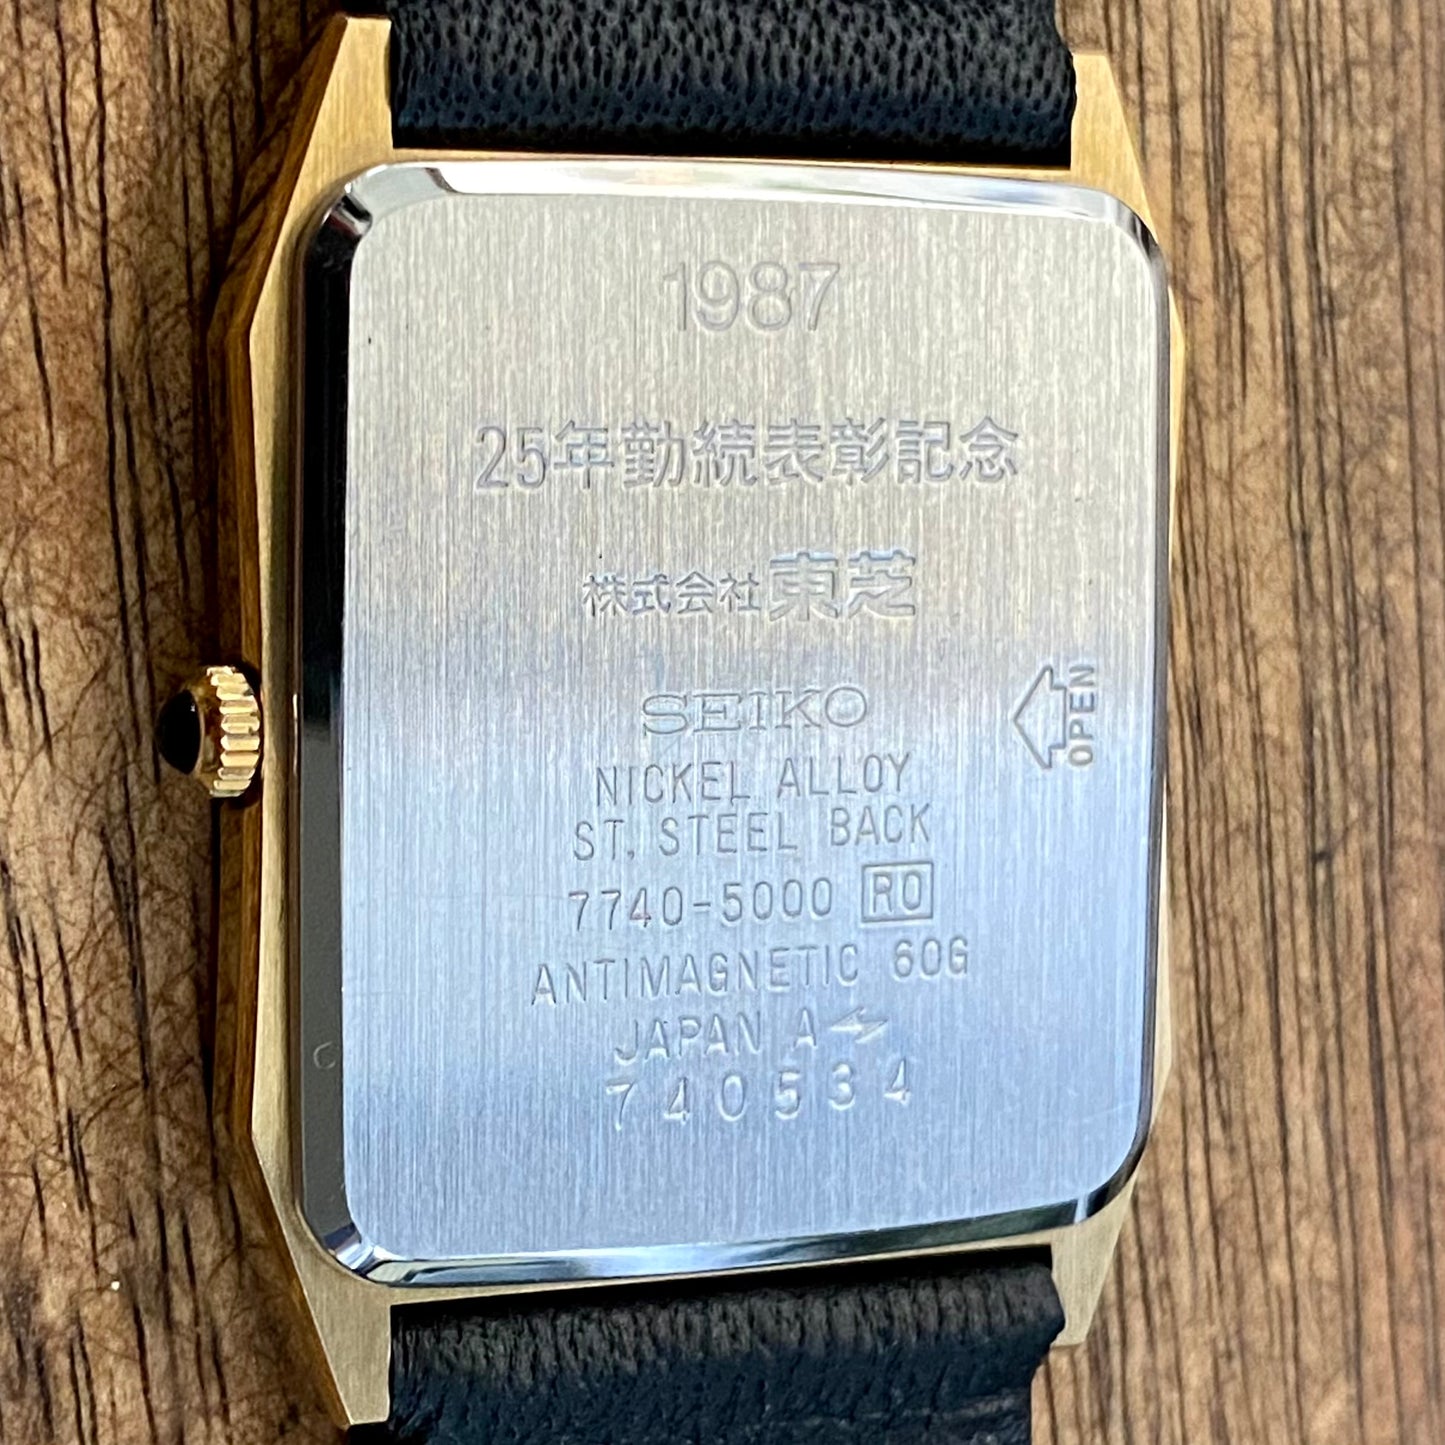 1987
25年勤続表彰記念
株式会社東芝
SEIKO
NICKEL ALLOY
ST. STEEL BACK
7740-5000 RO
ANTIMAGNETIC 60G
JAPAN A
740534
OPEN